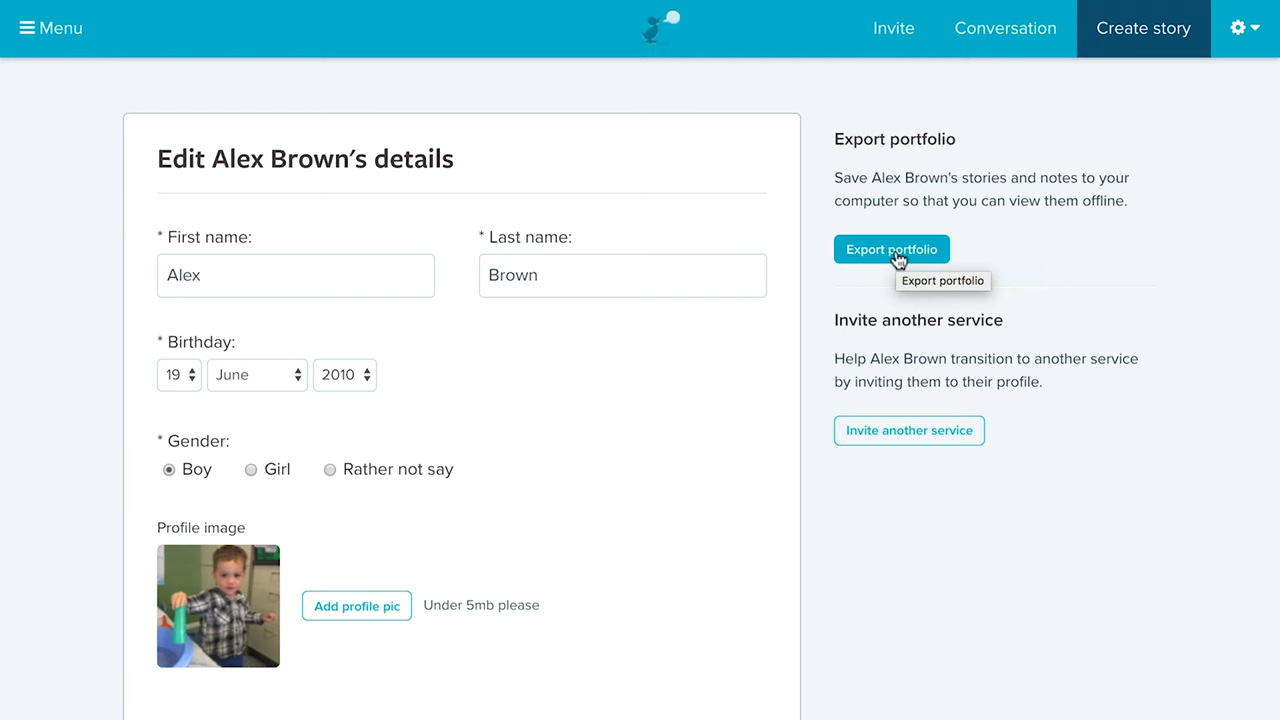 Menu
Invite
Conversation
Create story
Edit Alex Brown's details
* First name:
* Last name:
Alex
Brown
* Birthday:
19
June
2010
* Gender:
Boy
Girl
Rather not say
Profile image
Add profile pic
Under 5mb please
Export portfolio
Save Alex Brown's stories and notes to your
computer so that you can view them offline.
Export portfolio
Export portfolio
Invite another service
Help Alex Brown transition to another service
by inviting them to their profile.
Invite another service